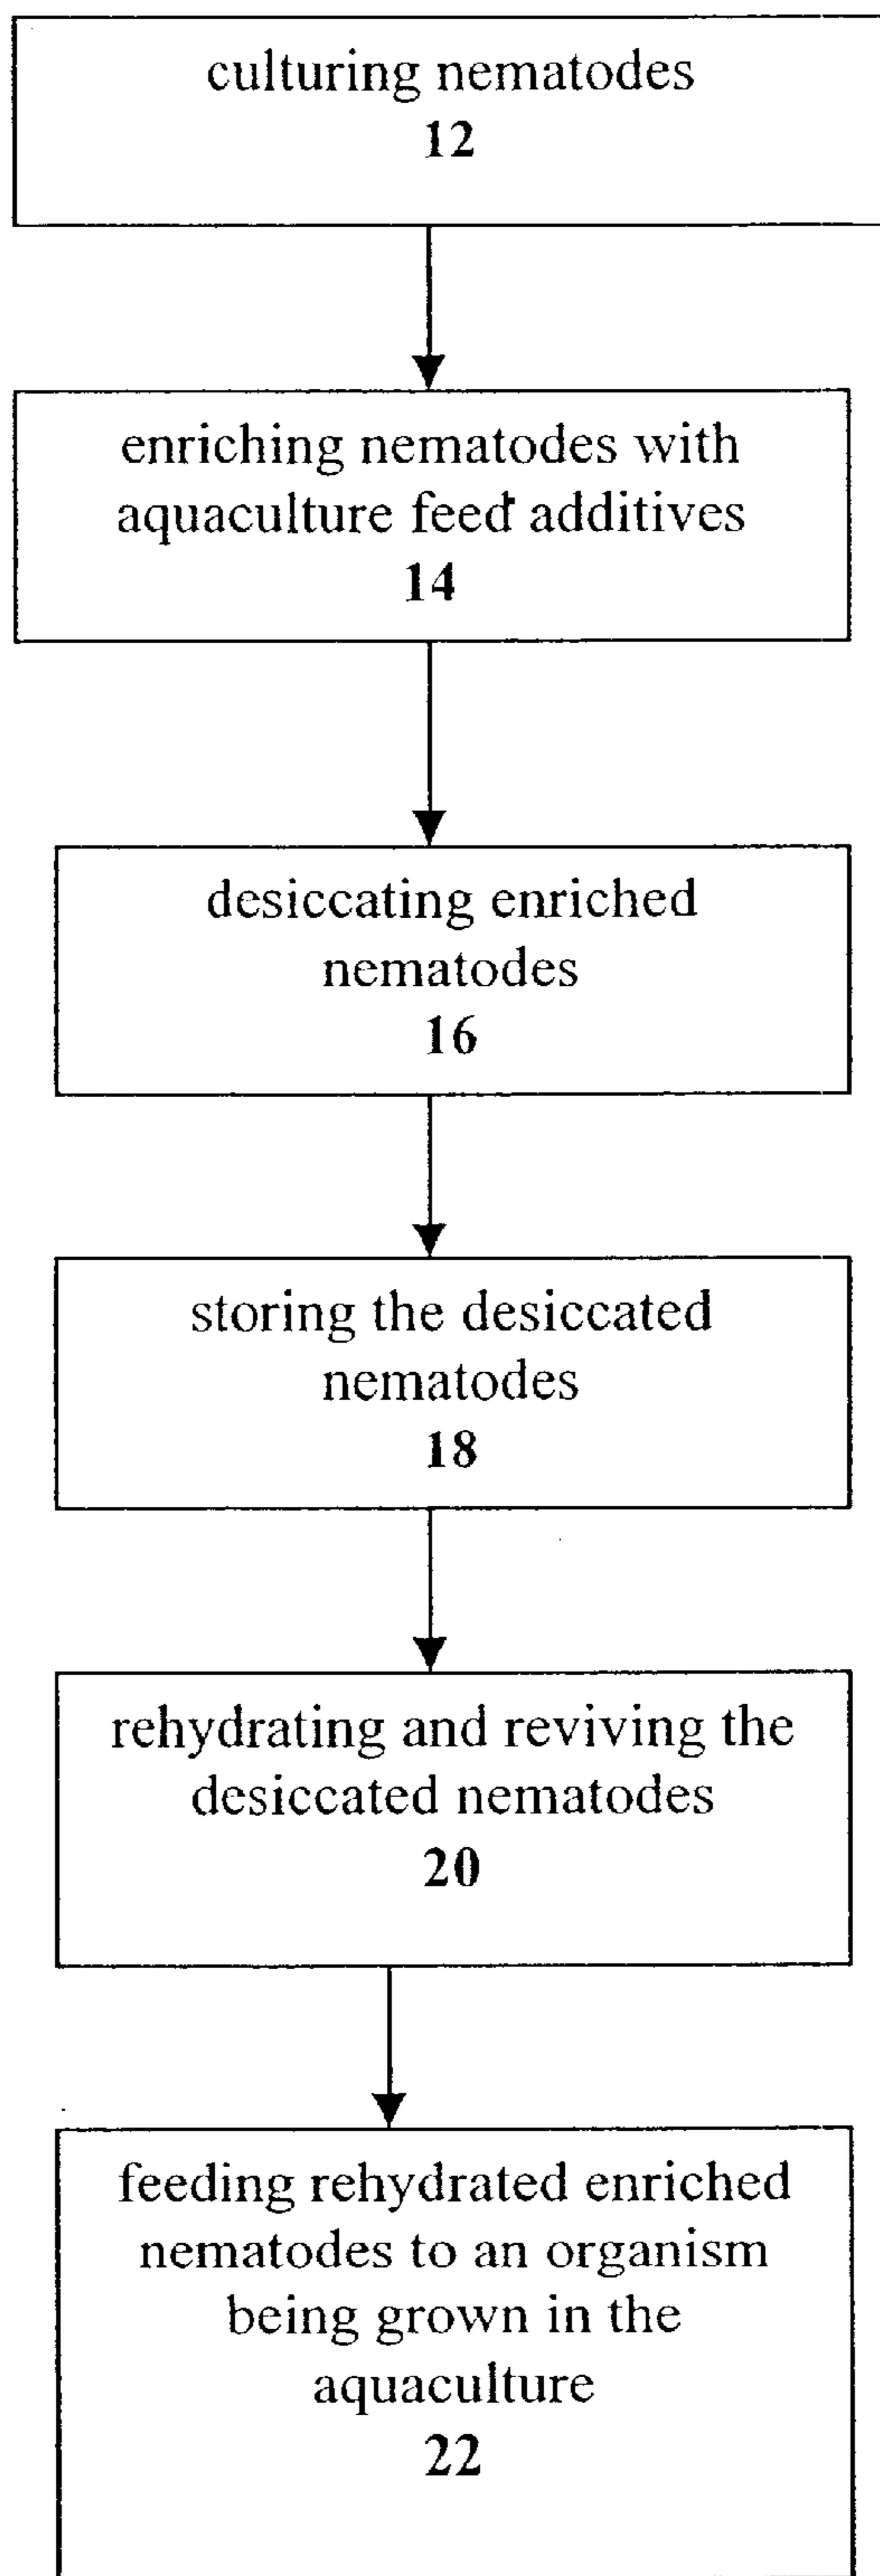 culturing nematodes
12
enriching nematodes with
aquaculture feed additives
14
desiccating enriched
nematodes
16
storing the desiccated
nematodes
18
rehydrating and reviving the
desiccated nematodes
20
feeding rehydrated enriched
nematodes to an organism
being grown in the
aquaculture
22